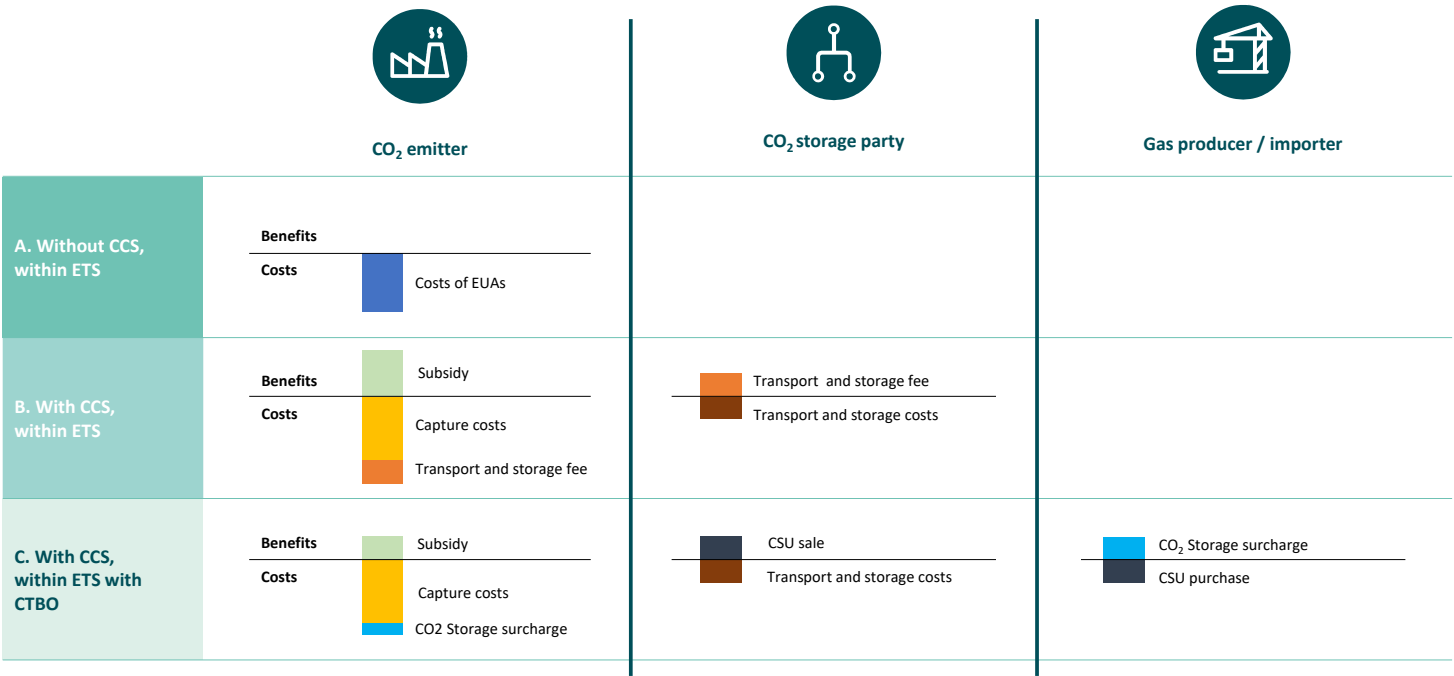 CO₂ emitter
CO₂ storage party
Gas producer / importer
A. Without CCS,
within ETS
Benefits
Costs
Costs of EUAs
B. With CCS,
within ETS
Benefits
Costs
Subsidy
Capture costs
Transport and storage fee
Transport and storage fee
Transport and storage costs
C. With CCS,
within ETS with
CTBO
Benefits
Costs
Subsidy
Capture costs
CO2 Storage surcharge
CSU sale
Transport and storage costs
CO₂ Storage surcharge
CSU purchase